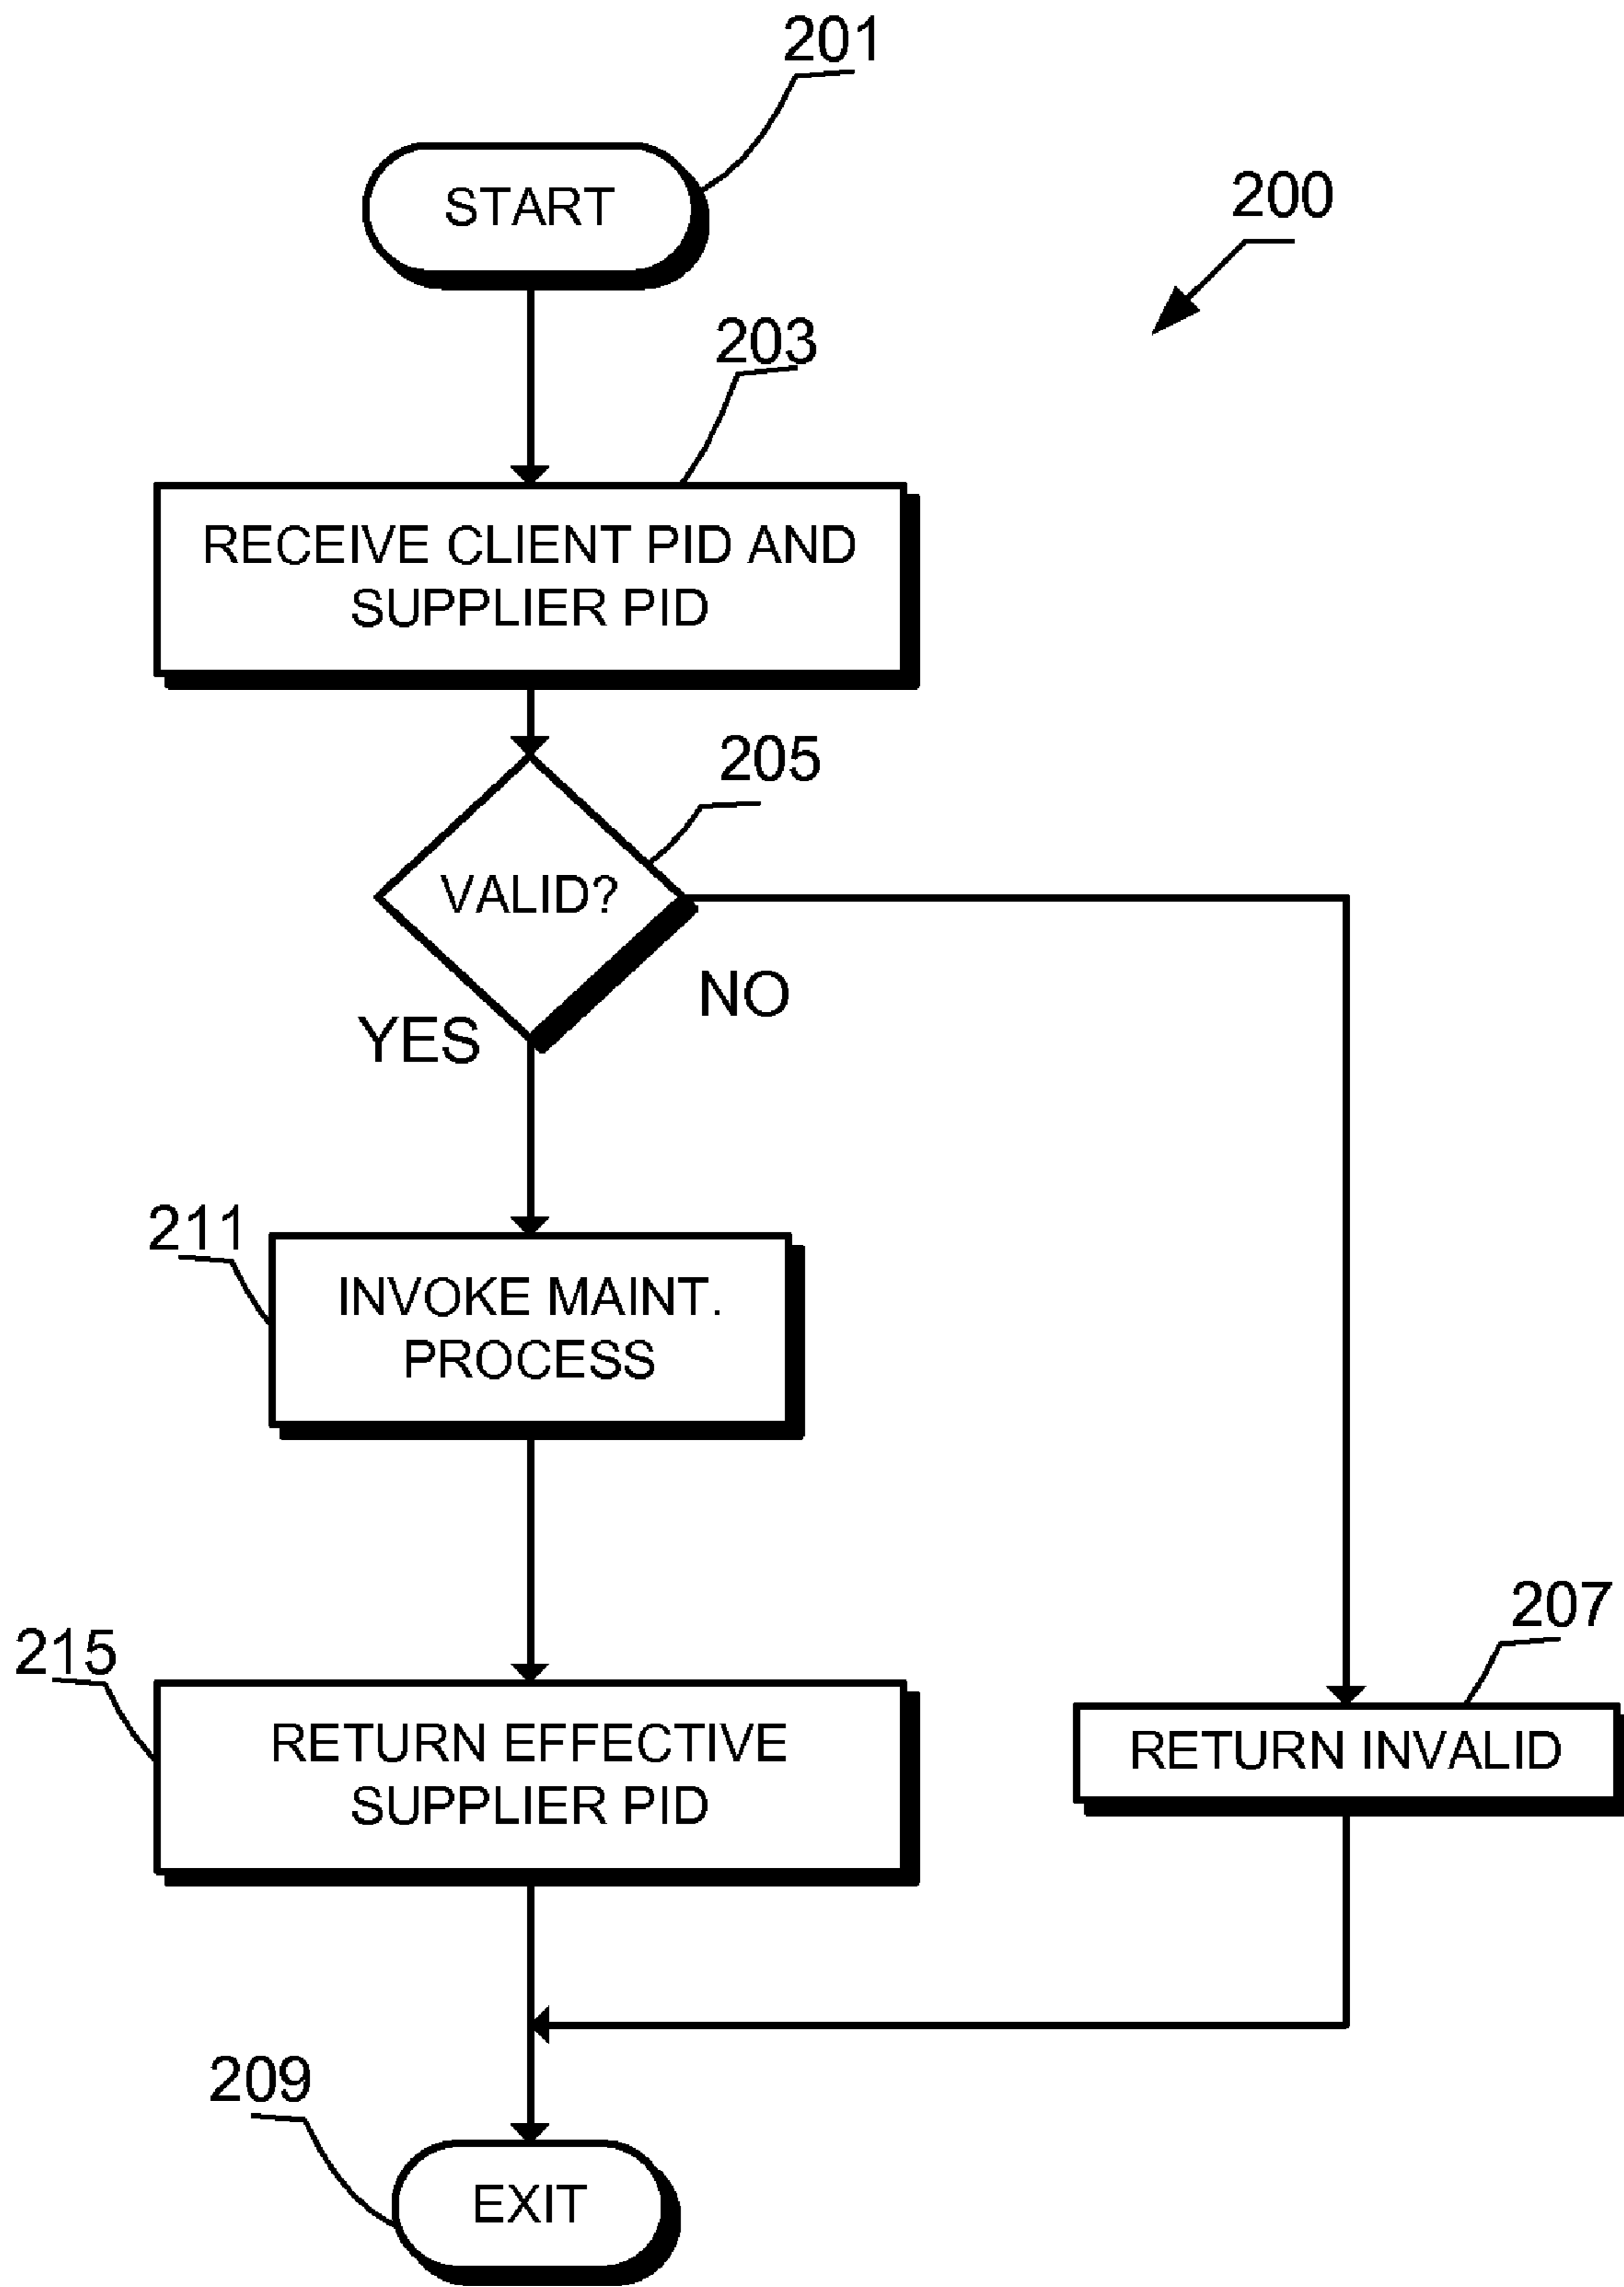 201
START
200
203
RECEIVE CLIENT PID AND
SUPPLIER PID
205
VALID?
NO
YES
211
INVOKE MAINT.
PROCESS
207
215
RETURN EFFECTIVE
SUPPLIER PID
RETURN INVALID
209
EXIT